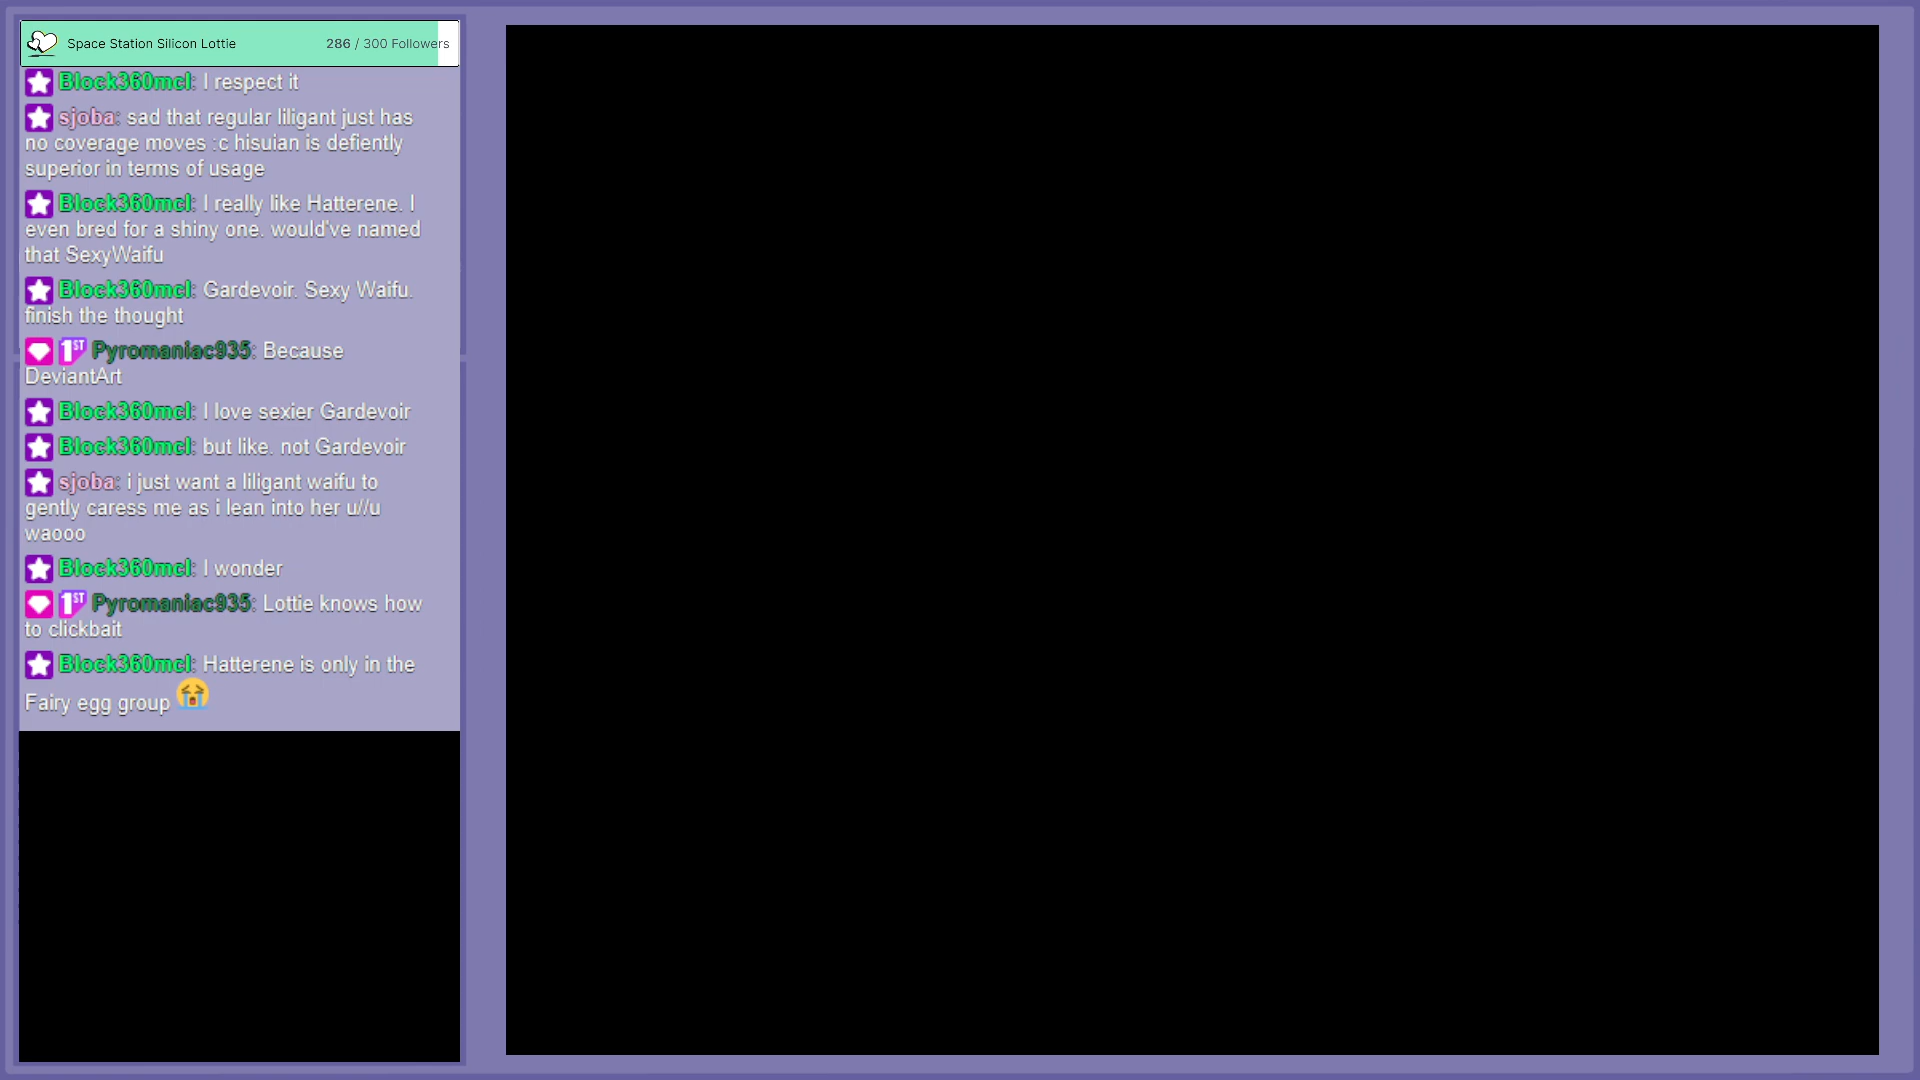 Space Station Silicon Lottie 286 / 300 Followers
Block360mcl: I respect it
sjoba: sad that regular liligant just has
no coverage moves :c hisuian is defiently
superior in terms of usage
Block360mcl: I really like Hatterene. I
even bred for a shiny one. would've named
that SexyWaifu
Block360mcl: Gardevoir. Sexy Waifu.
finish the thought
1ST Pyromaniac935: Because
DeviantArt
Block360mcl: I love sexier Gardevoir
Block360mcl: but like. not Gardevoir
sjoba: i just want a liligant waifu to
gently caress me as i lean into her u//u
waooo
Block360mcl: I wonder
1ST Pyromaniac935: Lottie knows how
to clickbait
Block360mcl: Hatterene is only in the
Fairy egg group 😭